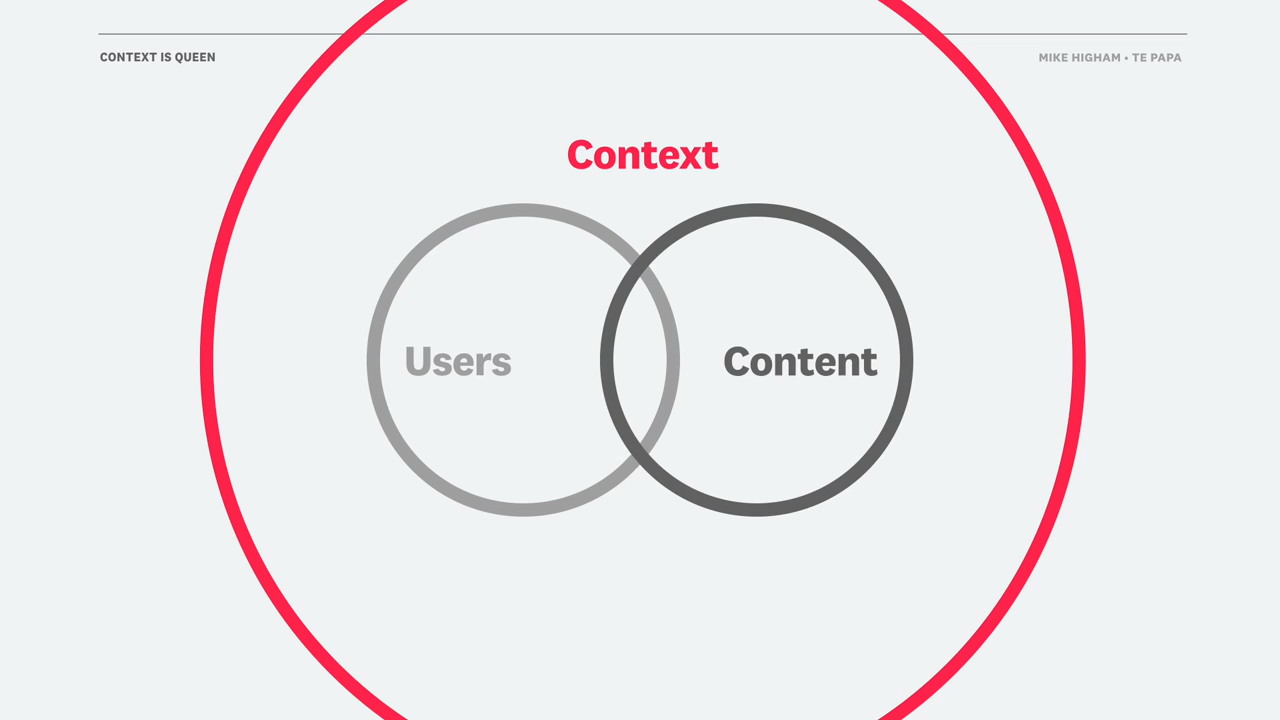 CONTEXT IS QUEEN
MIKE HIGHAM • TE PAPA
Context
Users
Content